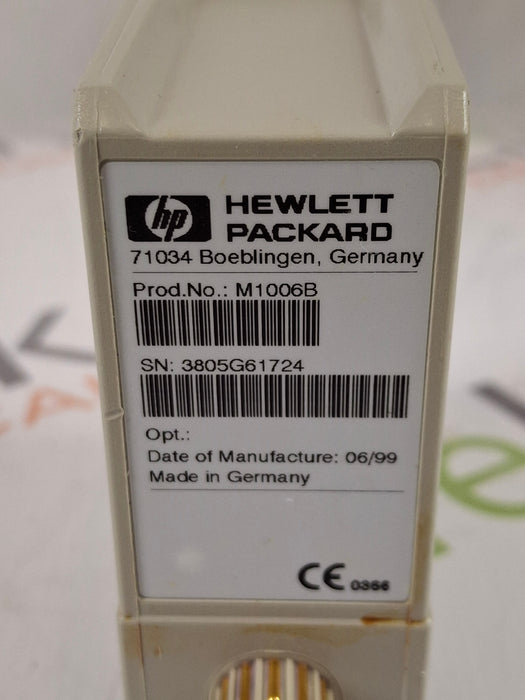 hp HEWLETT
PACKARD
71034 Boeblingen, Germany
Prod.No.: M1006B
SN: 3805G61724
Opt.:
Date of Manufacture: 06/99
Made in Germany
CE 0366